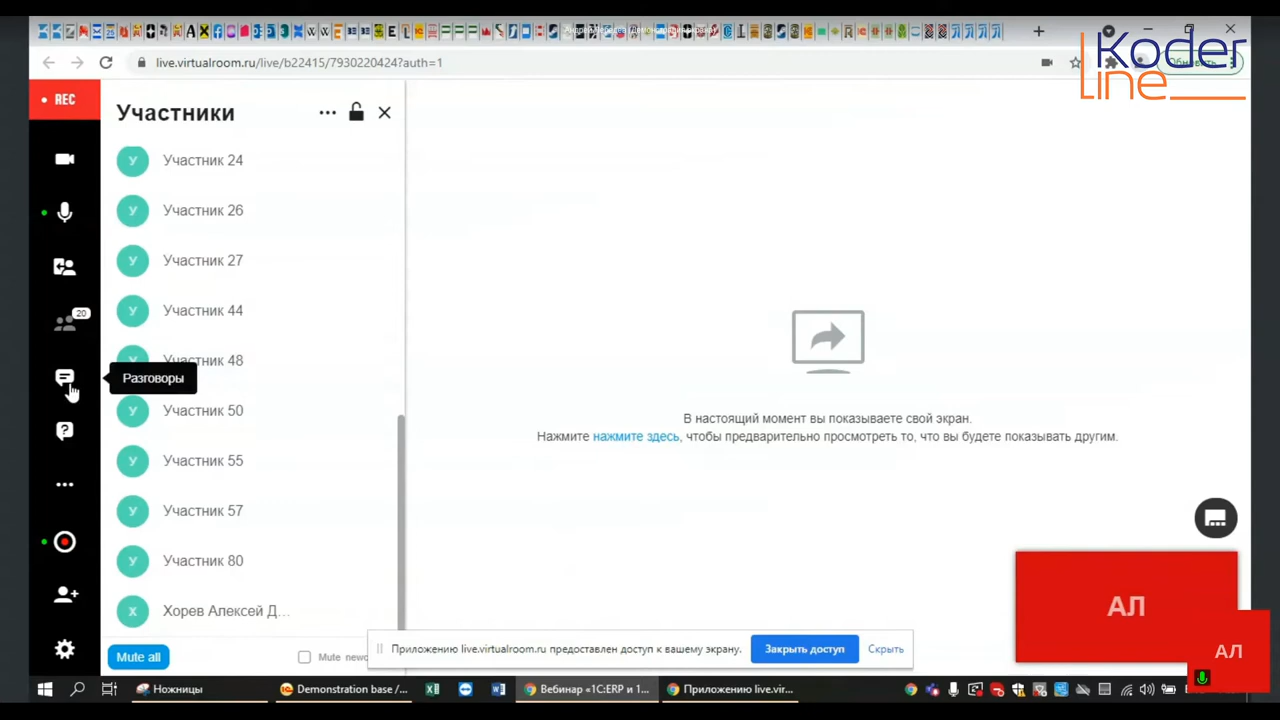 Koder
Line
live.virtualroom.ru/live/b22415/7930220424?auth=1
REC
Участники
Участник 24
Участник 26
Участник 27
Участник 44
20
Участник 48
Разговоры
Участник 50
Участник 55
Участник 57
Участник 80
Х Хорев Алексей Д...
В настоящий момент вы показываете свой экран.
Нажмите нажмите здесь, чтобы предварительно просмотреть то, что вы будете показывать другим.
АЛ
АЛ
Mute all
Mute
Приложению live.virtualroom.ru предоставлен доступ к вашему экрану.
Закрыть доступ
Скрыть
Ножницы
Demonstration base /...
Вебинар «1С:ERP и 1...
Приложению live.vir...